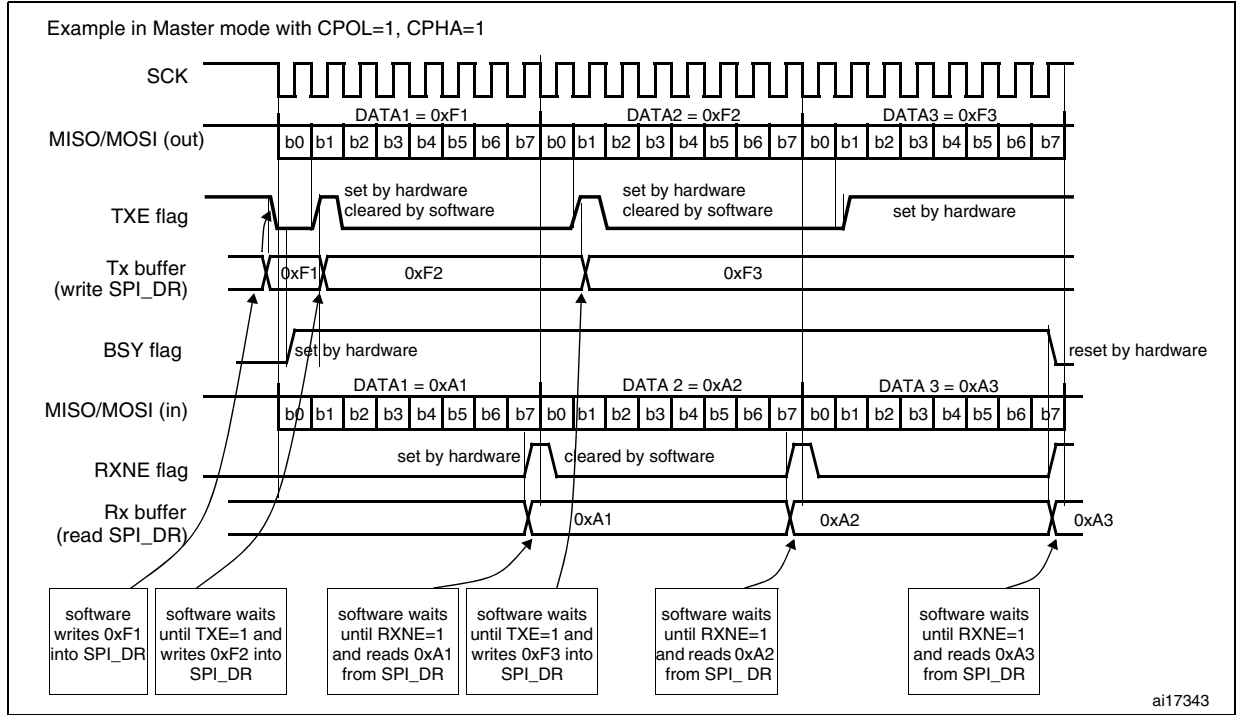 Example in Master mode with CPOL=1, CPHA=1
SCK
DATA1 = 0xF1
DATA2 = 0xF2
DATA3 = 0xF3
MISO/MOSI (out)
b0 b1 b2 b3 b4 b5 b6 b7 b0 b1 b2 b3 b4 b5 b6 b7 b0 b1 b2 b3 b4 b5 b6 b7
TXE flag
set by hardware
cleared by software
set by hardware
cleared by software
set by hardware
Tx buffer
(write SPI_DR)
0xF1
0xF2
0xF3
BSY flag
set by hardware
reset by hardware
DATA1 = 0xA1
DATA 2 = 0xA2
DATA 3 = 0xA3
MISO/MOSI (in)
b0 b1 b2 b3 b4 b5 b6 b7 b0 b1 b2 b3 b4 b5 b6 b7 b0 b1 b2 b3 b4 b5 b6 b7
RXNE flag
set by hardware
cleared by software
Rx buffer
(read SPI_DR)
0xA1
0xA2
0xA3
software
writes 0xF1
into SPI_DR
software waits
until TXE=1 and
writes 0xF2 into
SPI_DR
software waits
until RXNE=1
and reads 0xA1
from SPI_DR
software waits
until TXE=1 and
writes 0xF3 into
SPI_DR
software waits
until RXNE=1
and reads 0xA2
from SPI_ DR
software waits
until RXNE=1
and reads 0xA3
from SPI_DR
ai17343